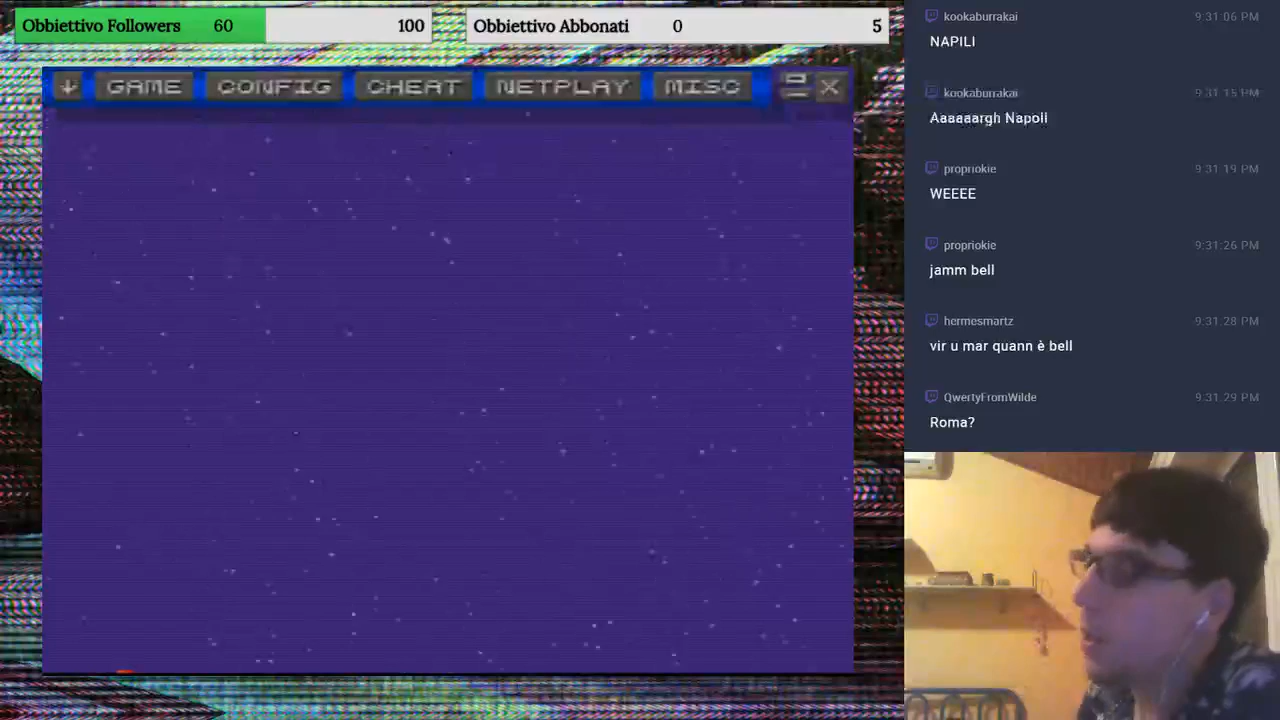 Obbiettivo Followers 60 100 Obbiettivo Abbonati 0 5
GAME CONFIG CHEAT NETPLAY MISC
kookaburrakai 9:31:06 PM
NAPILI
kookaburrakai 9:31:15 PM
Aaaaaargh Napoli
propriokie 9:31:19 PM
WEEEE
propriokie 9:31:26 PM
jamm bell
hermesmartz 9:31:28 PM
vir u mar quann è bell
QwertyFromWilde 9:31:29 PM
Roma?